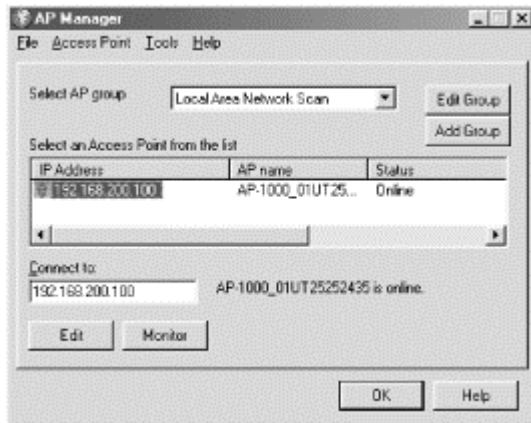 AP Manager
File Access Point Tools Help
Select AP group Local Area Network Scan Edit Group
Add Group
Select an Access Point from the list
IP Address AP name Status
192.168.200.100 AP-1000_01UT25... Online
Connect to:
192.168.200.100 AP-1000_01UT25252435 is online.
Edit Monitor
OK Help